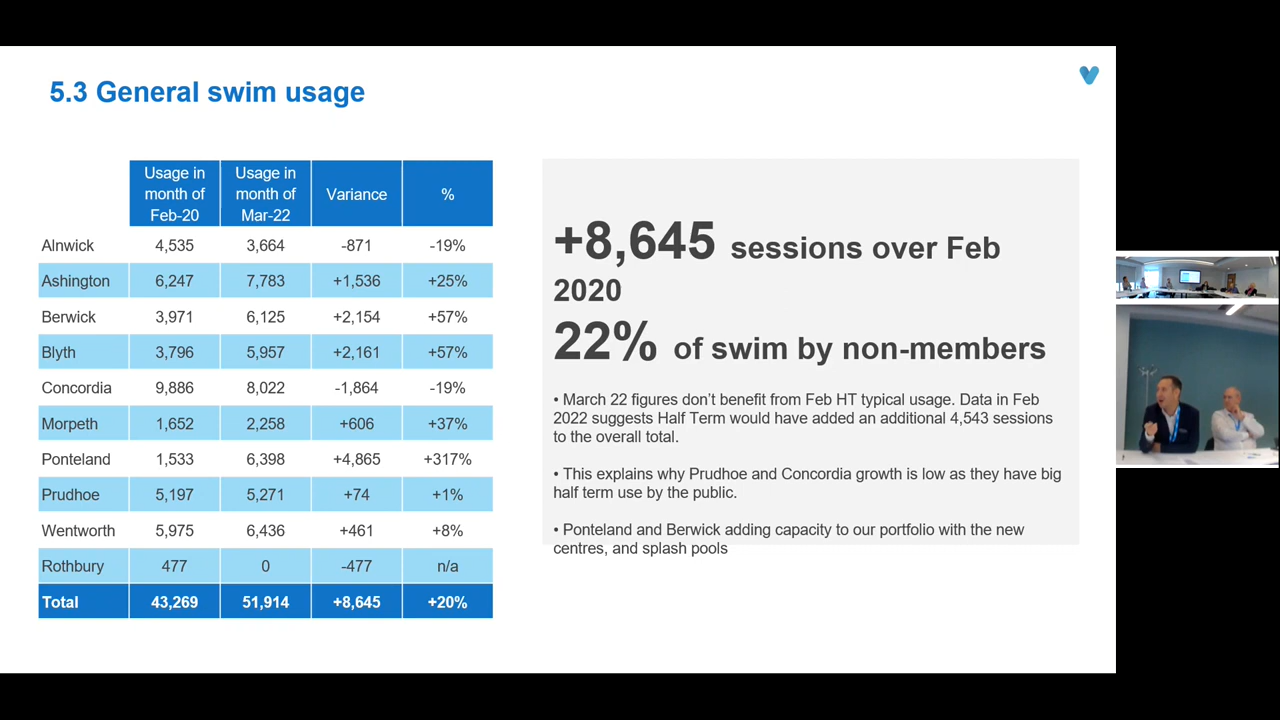 5.3 General swim usage
Usage in month of Feb-20 Usage in month of Mar-22 Variance %
Alnwick 4,535 3,664 -871 -19%
Ashington 6,247 7,783 +1,536 +25%
Berwick 3,971 6,125 +2,154 +57%
Blyth 3,796 5,957 +2,161 +57%
Concordia 9,886 8,022 -1,864 -19%
Morpeth 1,652 2,258 +606 +37%
Ponteland 1,533 6,398 +4,865 +317%
Prudhoe 5,197 5,271 +74 +1%
Wentworth 5,975 6,436 +461 +8%
Rothbury 477 0 -477 n/a
Total 43,269 51,914 +8,645 +20%
+8,645 sessions over Feb
2020
22% of swim by non-members
• March 22 figures don’t benefit from Feb HT typical usage. Data in Feb
2022 suggests Half Term would have added an additional 4,543 sessions
to the overall total.
• This explains why Prudhoe and Concordia growth is low as they have big
half term use by the public.
• Ponteland and Berwick adding capacity to our portfolio with the new
centres, and splash pools